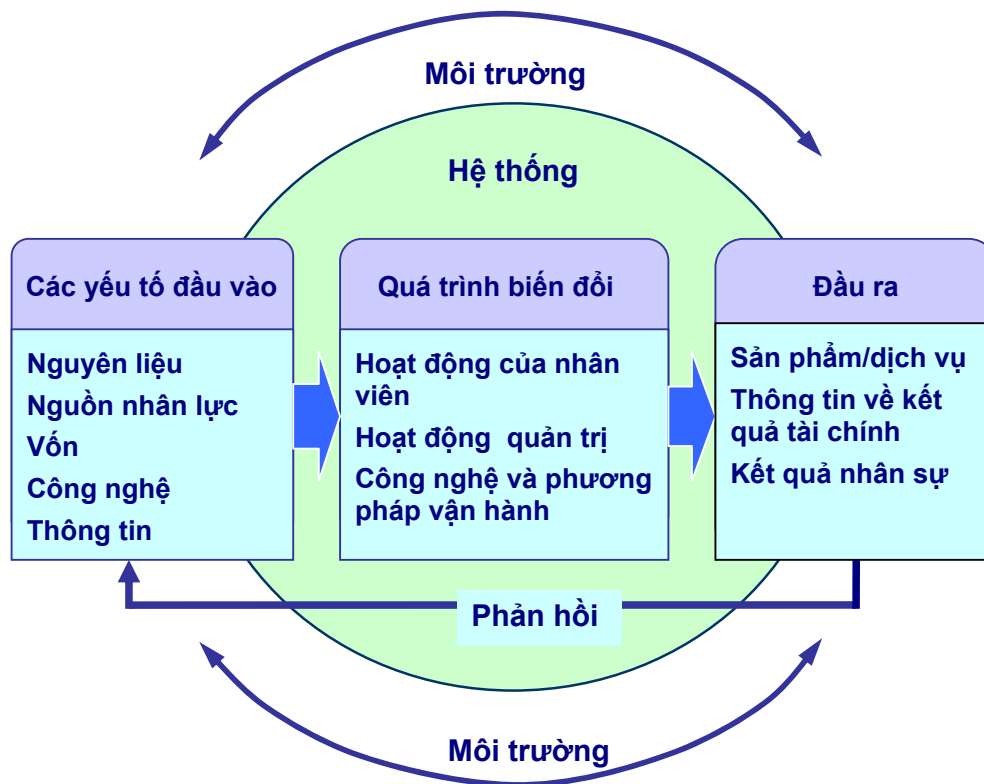 Môi trường
Hệ thống
Các yếu tố đầu vào
Nguyên liệu
Nguồn nhân lực
Vốn
Công nghệ
Thông tin
Quá trình biến đổi
Hoạt động của nhân
viên
Hoạt động quản trị
Công nghệ và phương
pháp vận hành
Đầu ra
Sản phẩm/dịch vụ
Thông tin về kết
quả tài chính
Kết quả nhân sự
Phản hồi
Môi trường